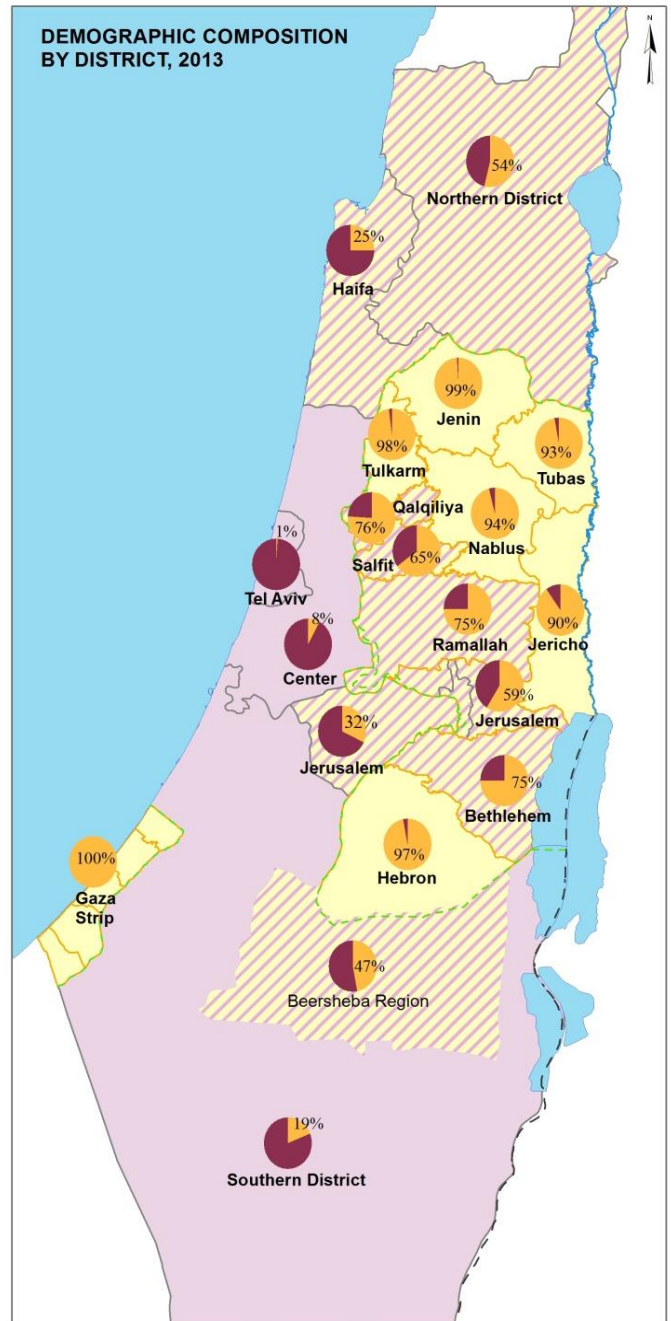 DEMOGRAPHIC COMPOSITION
BY DISTRICT, 2013
N
54%
Northern District
25%
Haifa
99%
Jenin
98%
Tulkarm
93%
Tubas
Qalqiliya
76%
94%
Nablus
Salfit
65%
1%
Tel Aviv
75%
Ramallah
90%
Jericho
8%
Center
59%
Jerusalem
32%
Jerusalem
75%
Bethlehem
97%
Hebron
100%
Gaza
Strip
47%
Beersheba Region
19%
Southern District